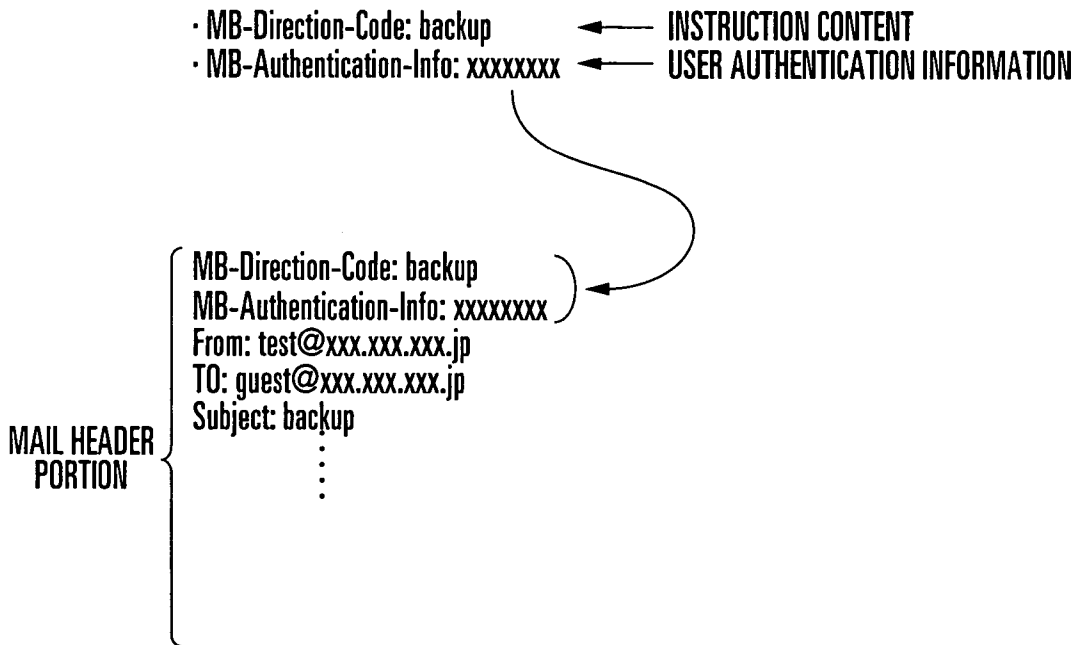 · MB-Direction-Code: backup INSTRUCTION CONTENT
· MB-Authentication-Info: xxxxxxxx USER AUTHENTICATION INFORMATION
MB-Direction-Code: backup
MB-Authentication-Info: xxxxxxxx
From: test@xxx.xxx.xxx.jp
TO: guest@xxx.xxx.xxx.jp
Subject: backup
MAIL HEADER
PORTION